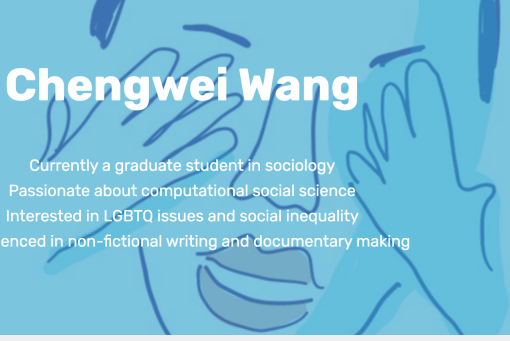 Chengwei Wang
Currently a graduate student in sociology
Passionate about computational social science
Interested in LGBTQ issues and social inequality
in non-fictional writing and documentary making